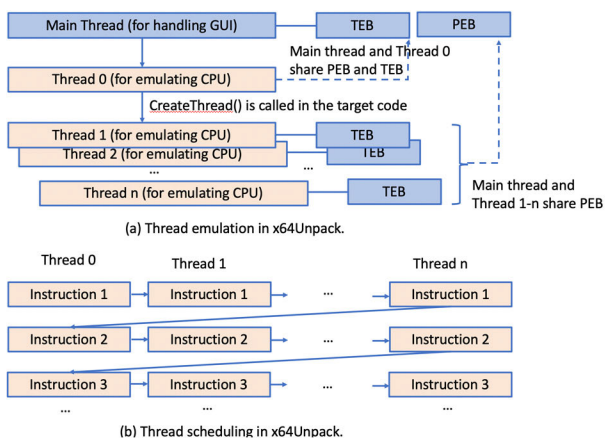 Main Thread (for handling GUI)
TEB
PEB
Main thread and Thread 0
share PEB and TEB
Thread 0 (for emulating CPU)
CreateThread() is called in the target code
Thread 1 (for emulating CPU)
TEB
Thread 2 (for emulating CPU)
TEB
...
...
Thread n (for emulating CPU)
TEB
Main thread and
Thread 1-n share PEB
(a) Thread emulation in x64Unpack.
Thread 0
Thread 1
Thread n
Instruction 1
Instruction 1
...
Instruction 1
Instruction 2
Instruction 2
...
Instruction 2
Instruction 3
Instruction 3
...
Instruction 3
...
...
...
(b) Thread scheduling in x64Unpack.